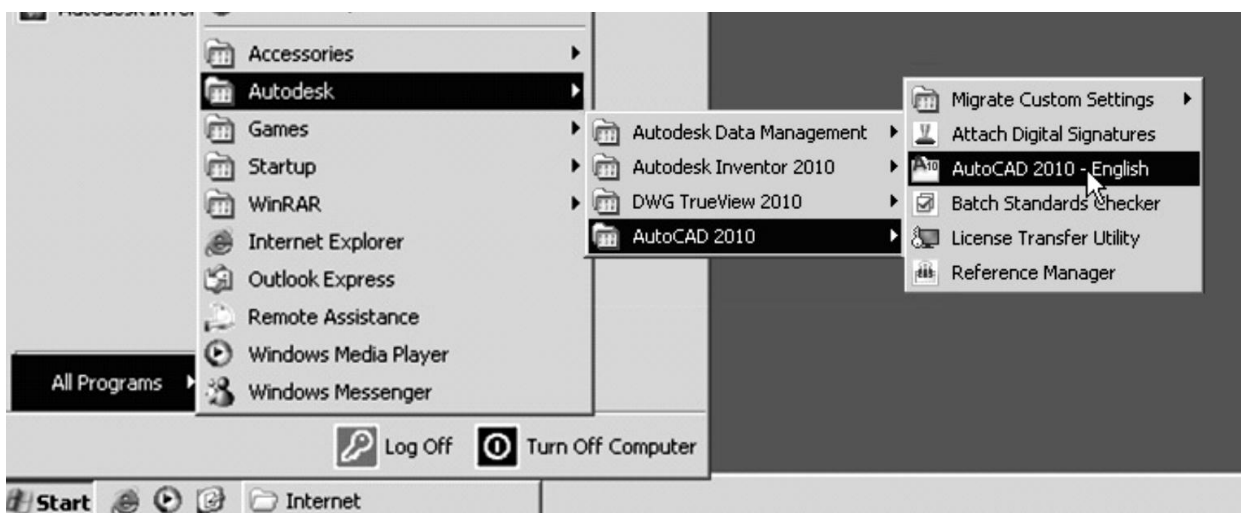 Autodesk Inver
Accessories
Autodesk
Games
Startup
WinRAR
Internet Explorer
Outlook Express
Remote Assistance
Windows Media Player
Windows Messenger
Autodesk Data Management
Autodesk Inventor 2010
DWG TrueView 2010
AutoCAD 2010
Migrate Custom Settings
Attach Digital Signatures
AutoCAD 2010 - English
Batch Standards Checker
License Transfer Utility
Reference Manager
All Programs
Log Off Turn Off Computer
Start Internet